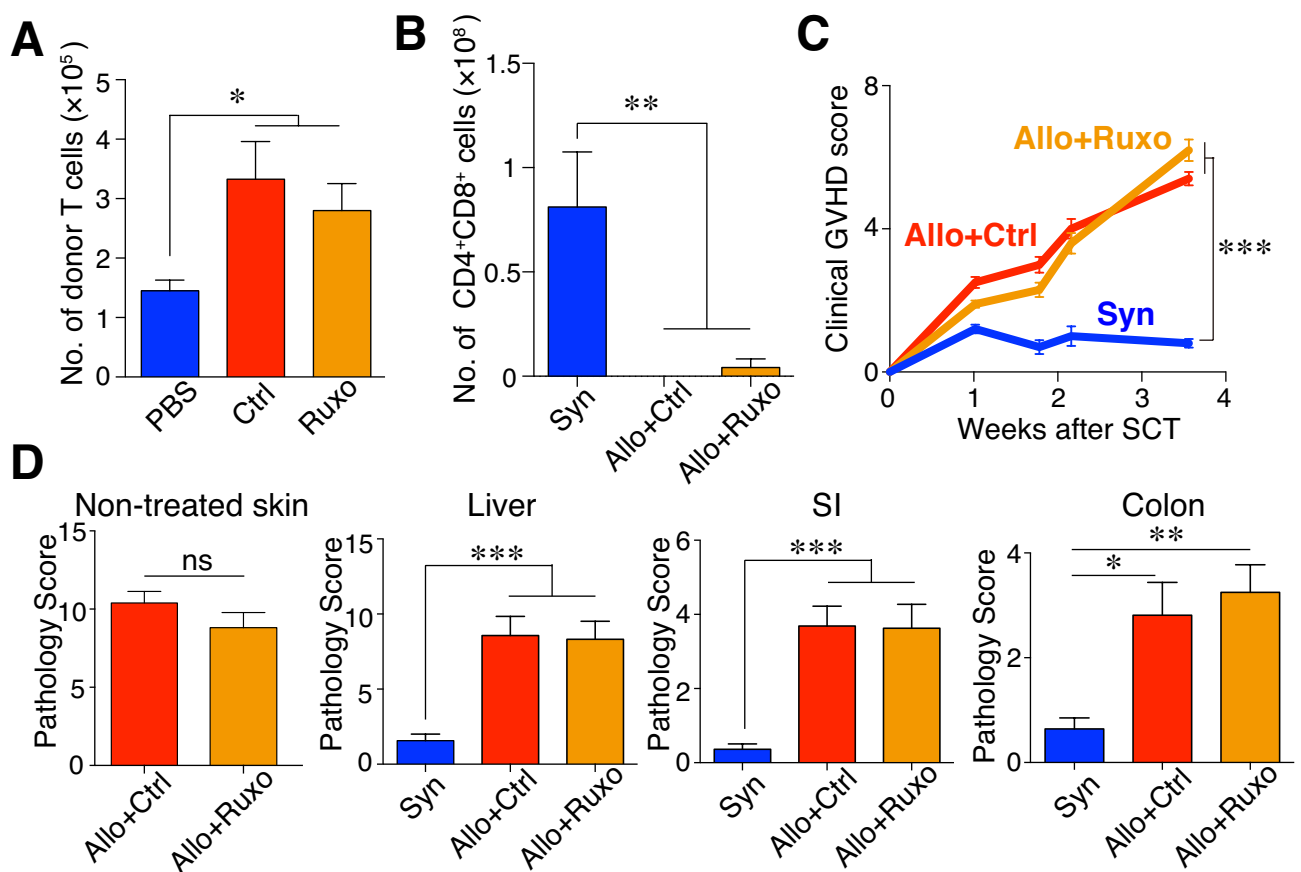 A
No. of donor T cells (×10⁵)
5
4
3
2
1
0
*
PBS
Ctrl
Ruxo
B
No. of CD4⁺CD8⁺ cells (×10⁸)
1.5
1
0.5
0
**
Syn
Allo+Ctrl
Allo+Ruxo
C
Clinical GVHD score
8
4
0
Allo+Ruxo
Allo+Ctrl
Syn
***
0 1 2 3 4
Weeks after SCT
D
Non-treated skin
Pathology Score
15
10
5
0
ns
Allo+Ctrl
Allo+Ruxo
Liver
Pathology Score
15
10
5
0
***
Syn
Allo+Ctrl
Allo+Ruxo
SI
Pathology Score
6
4
2
0
***
Syn
Allo+Ctrl
Allo+Ruxo
Colon
Pathology Score
4
2
0
**
*
Syn
Allo+Ctrl
Allo+Ruxo